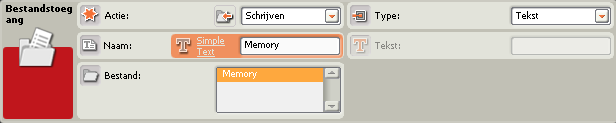 Bestandstoeg
ang
Actie: Schrijven
Type: Tekst
Naam: Simple Text Memory
Tekst:
Bestand: Memory